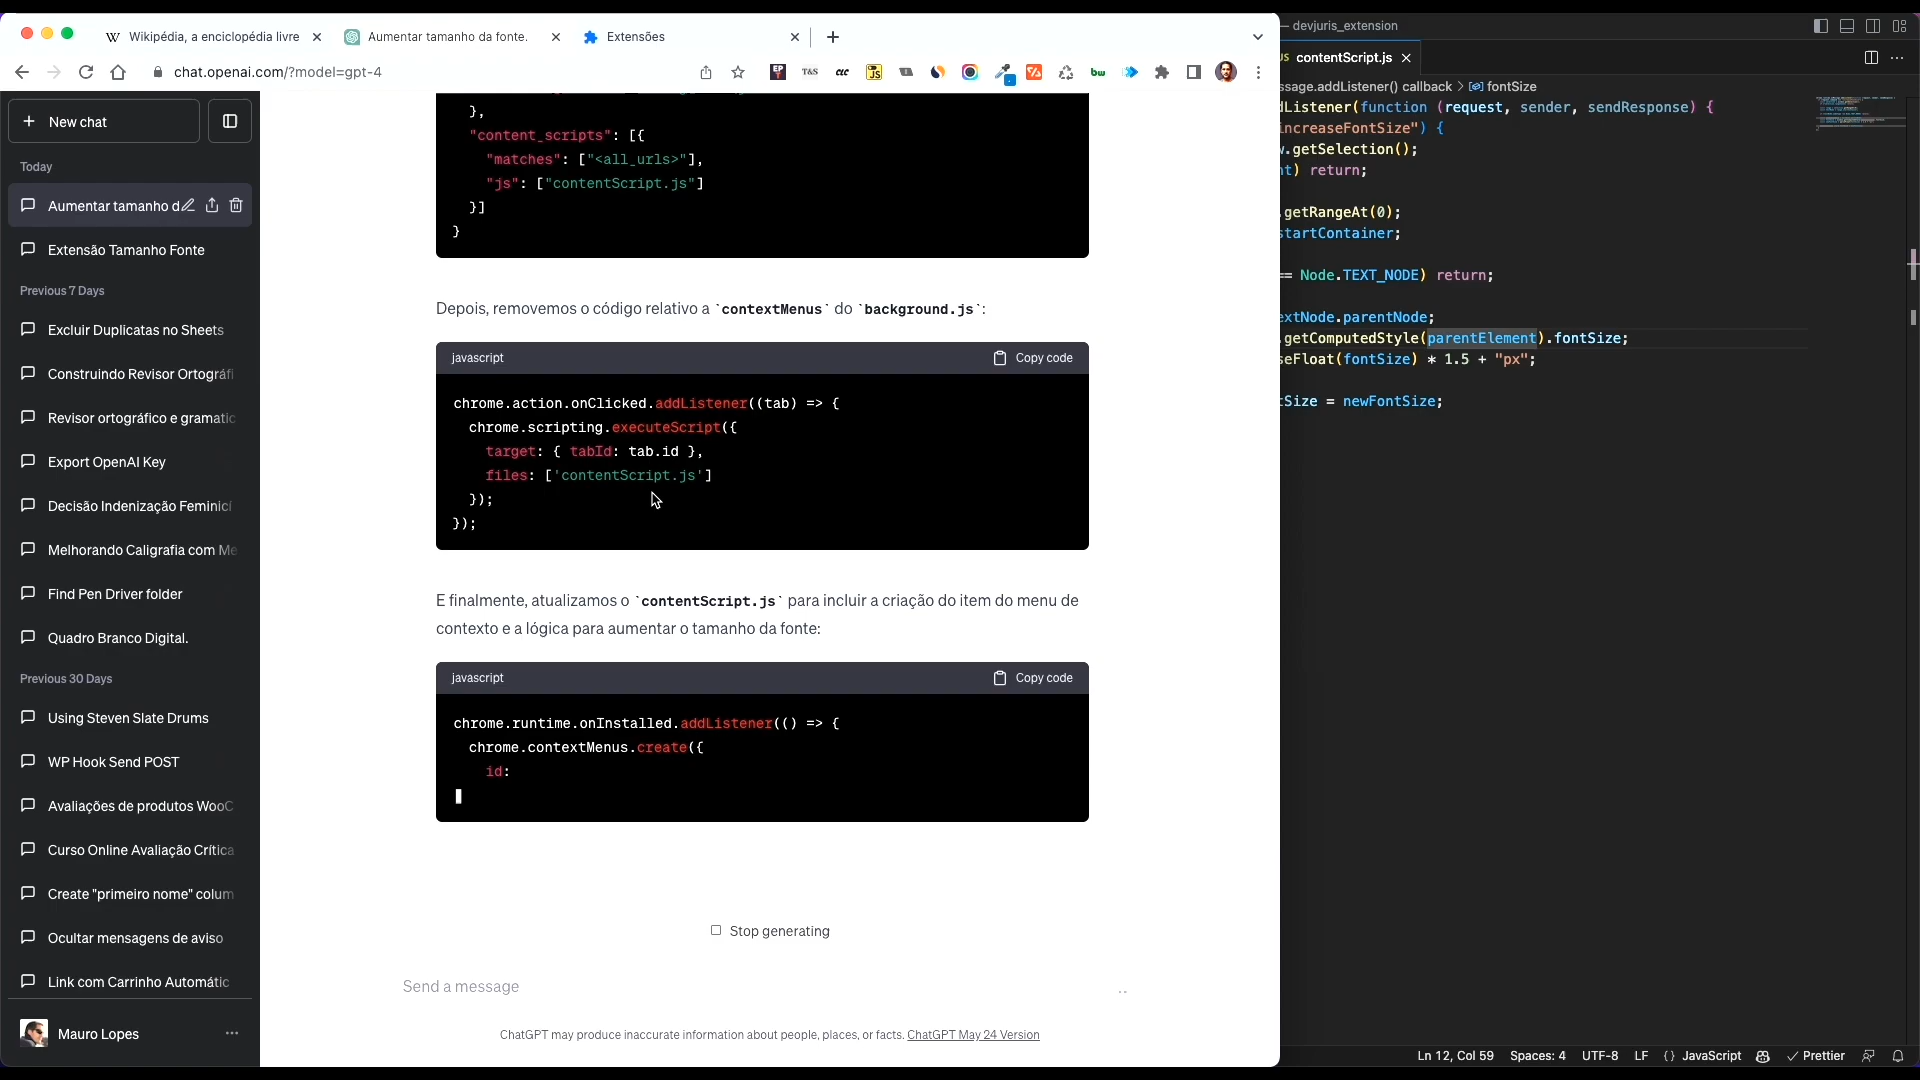 Wikipédia, a enciclopédia livre
Aumentar tamanho da fonte.
Extensões
chat.openai.com/?model=gpt-4
New chat
Today
Aumentar tamanho d
Extensão Tamanho Fonte
Previous 7 Days
Excluir Duplicatas no Sheets
Construindo Revisor Ortográfi
Revisor ortográfico e gramatic
Export OpenAI Key
Decisão Indenização Feminicí
Melhorando Caligrafia com Me
Find Pen Driver folder
Quadro Branco Digital.
Previous 30 Days
Using Steven Slate Drums
WP Hook Send POST
Avaliações de produtos WooC
Curso Online Avaliação Crítica
Create "primeiro nome" colum
Ocultar mensagens de aviso
Link com Carrinho Automátic
Mauro Lopes
},
"content_scripts": [{
"matches": ["<all_urls>"],
"js": ["contentScript.js"]
}]
}
Depois, removemos o código relativo a `contextMenus` do `background.js`:
javascript
Copy code
chrome.action.onClicked.addListener((tab) => {
chrome.scripting.executeScript({
target: { tabId: tab.id },
files: ['contentScript.js']
});
});
E finalmente, atualizamos o `contentScript.js` para incluir a criação do item do menu de
contexto e a lógica para aumentar o tamanho da fonte:
javascript
Copy code
chrome.runtime.onInstalled.addListener(() => {
chrome.contextMenus.create({
id:
Stop generating
Send a message
ChatGPT may produce inaccurate information about people, places, or facts. ChatGPT May 24 Version
— devjuris_extension
JS contentScript.js
ssage.addListener() callback > fontSize
dListener(function (request, sender, sendResponse) {
increaseFontSize") {
w.getSelection();
nt) return;
.getRangeAt(0);
startContainer;
== Node.TEXT_NODE) return;
extNode.parentNode;
.getComputedStyle(parentElement).fontSize;
seFloat(fontSize) * 1.5 + "px";
tSize = newFontSize;
Ln 12, Col 59
Spaces: 4
UTF-8
LF
{} JavaScript
Prettier